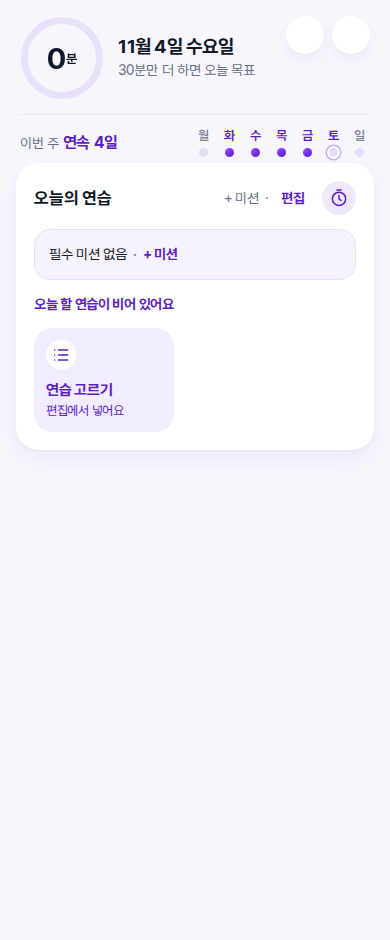 0분
11월 4일 수요일
30분만 더 하면 오늘 목표
이번 주 연속 4일
월 화 수 목 금 토 일
오늘의 연습
+ 미션 · 편집
필수 미션 없음 · + 미션
오늘 할 연습이 비어 있어요
연습 고르기
편집에서 넣어요